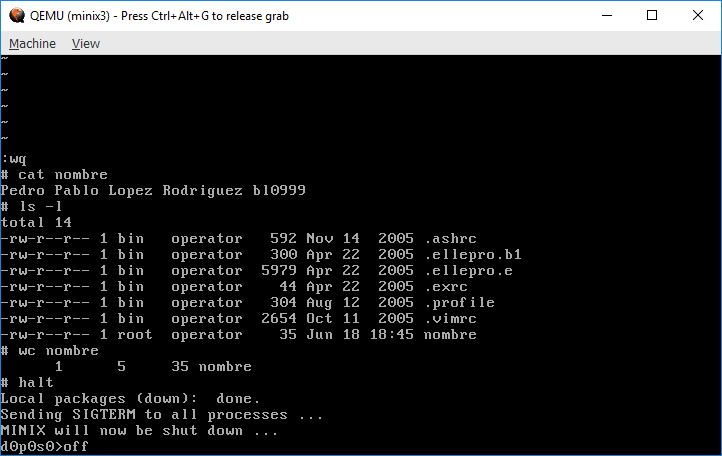 QEMU (minix3) - Press Ctrl+Alt+G to release grab
Machine View
~
~
~
~
~
~
:wq
# cat nombre
Pedro Pablo Lopez Rodriguez bl0999
# ls -l
total 14
-rw-r--r-- 1 bin   operator   592 Nov 14  2005 .ashrc
-rw-r--r-- 1 bin   operator   300 Apr 22  2005 .ellepro.b1
-rw-r--r-- 1 bin   operator  5979 Apr 22  2005 .ellepro.e
-rw-r--r-- 1 bin   operator    44 Apr 22  2005 .exrc
-rw-r--r-- 1 bin   operator   304 Aug 12  2005 .profile
-rw-r--r-- 1 bin   operator  2654 Oct 11  2005 .vimrc
-rw-r--r-- 1 root  operator    35 Jun 18 18:45 nombre
# wc nombre
      1      5     35 nombre
# halt
Local packages (down):  done.
Sending SIGTERM to all processes ...
MINIX will now be shut down ...
d0p0s0>off